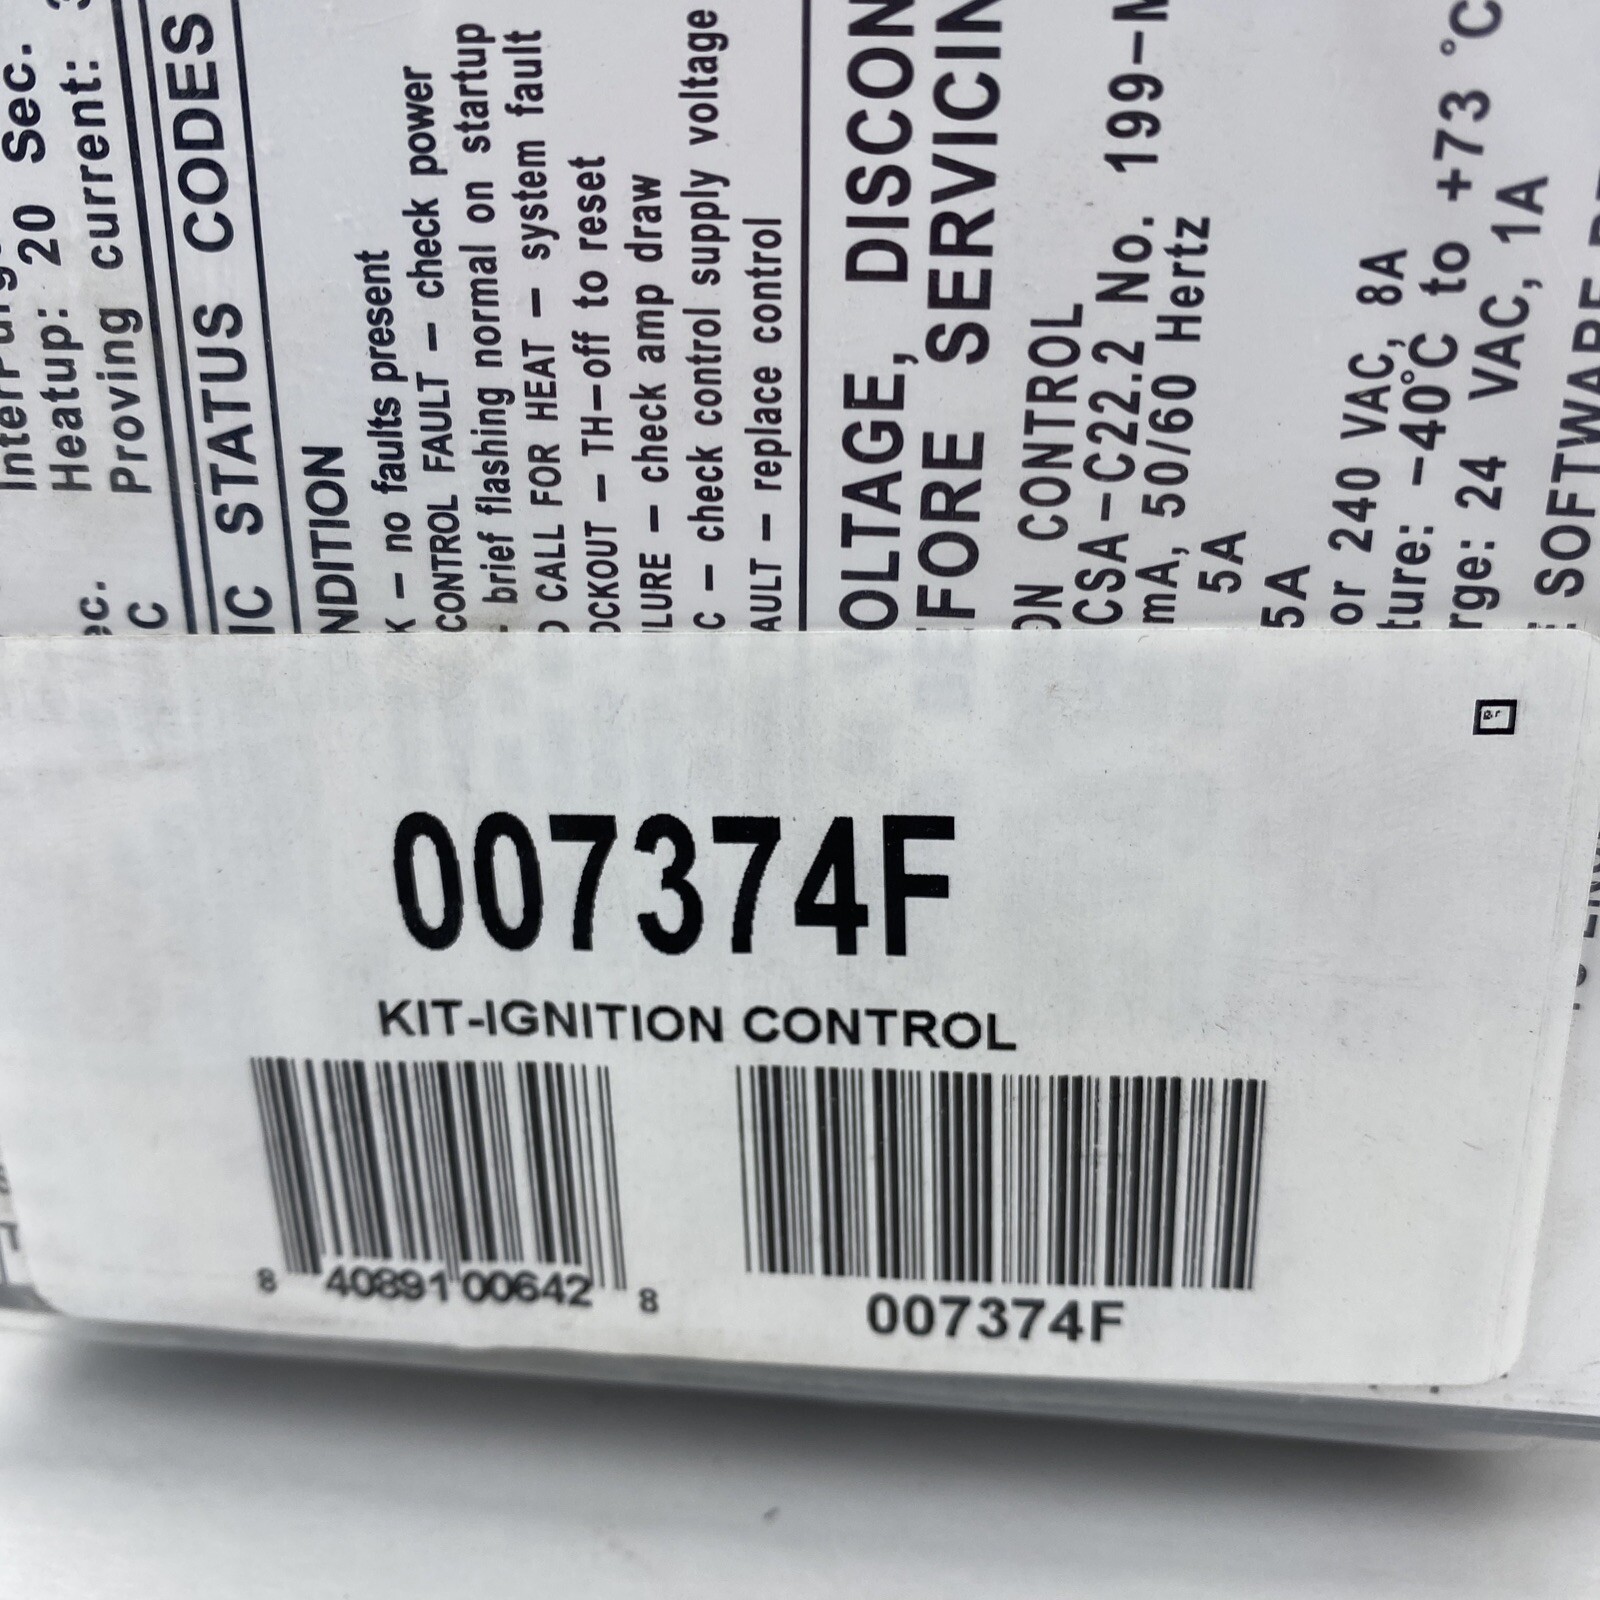 007374F
KIT-IGNITION CONTROL
8 40891 00642 8
007374F
Heatup: 20 Sec.
Proving current:
STATUS CODES
NDITION
K - no faults present
CONTROL FAULT - check power
- brief flashing normal on startup
CALL FOR HEAT - system fault
OCKOUT - TH-off to reset
LURE - check amp draw
C - check control supply voltage
AULT - replace control
OLTAGE, DISCON
FORE SERVICIN
ON CONTROL
CSA-C22.2 No. 199-M
mA, 50/60 Hertz
5A
5A
or 240 VAC, 8A
ture: -40°C to +73 °C
rge: 24 VAC, 1A
SOFTWARE